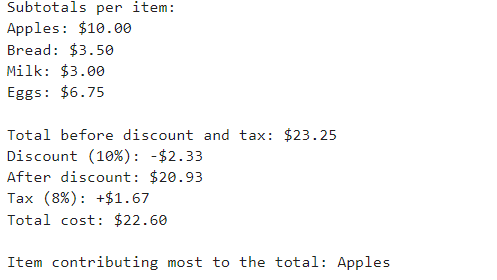 Subtotals per item:
Apples: $10.00
Bread: $3.50
Milk: $3.00
Eggs: $6.75
Total before discount and tax: $23.25
Discount (10%): -$2.33
After discount: $20.93
Tax (8%): +$1.67
Total cost: $22.60
Item contributing most to the total: Apples